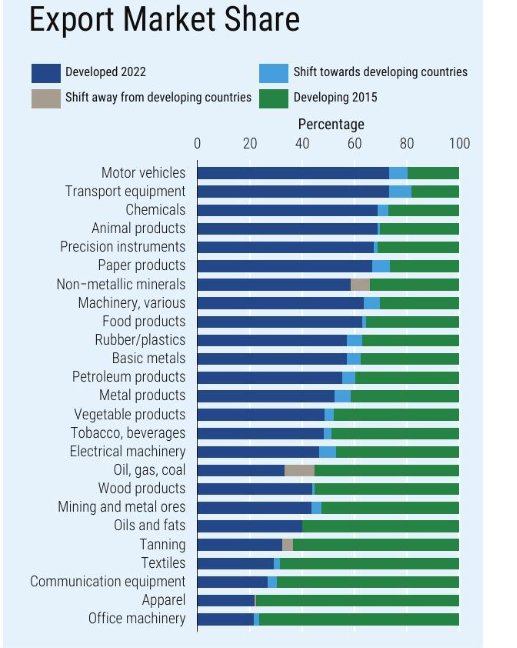 Export Market Share
Developed 2022
Shift towards developing countries
Shift away from developing countries
Developing 2015
Percentage
0 20 40 60 80 100
Motor vehicles
Transport equipment
Chemicals
Animal products
Precision instruments
Paper products
Non-metallic minerals
Machinery, various
Food products
Rubber/plastics
Basic metals
Petroleum products
Metal products
Vegetable products
Tobacco, beverages
Electrical machinery
Oil, gas, coal
Wood products
Mining and metal ores
Oils and fats
Tanning
Textiles
Communication equipment
Apparel
Office machinery